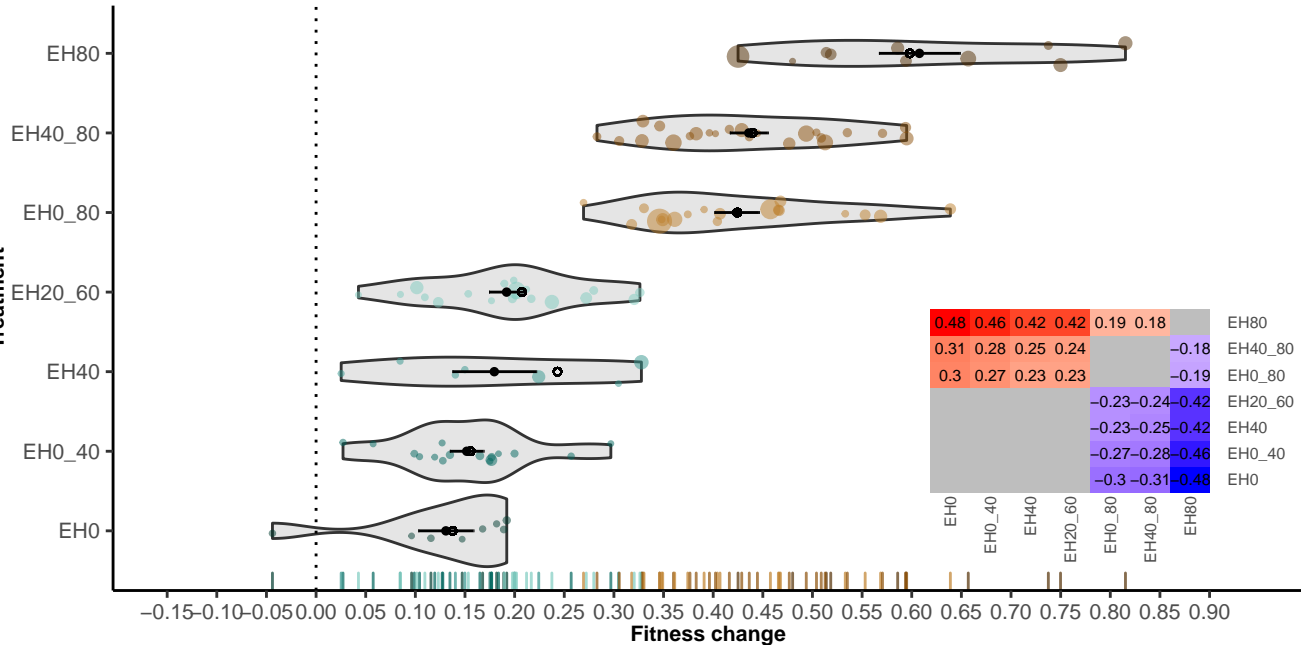 EH80
EH40_80
EH0_80
EH20_60
EH40
EH0_40
EH0
0.48 0.46 0.42 0.42 0.19 0.18 EH80
0.31 0.28 0.25 0.24 −0.18 EH40_80
0.3 0.27 0.23 0.23 −0.19 EH0_80
−0.23 −0.24 −0.42 EH20_60
−0.23 −0.25 −0.42 EH40
−0.27 −0.28 −0.46 EH0_40
−0.3 −0.31 −0.48 EH0
EH0 EH0_40 EH40 EH20_60 EH0_80 EH40_80 EH80
−0.15 −0.05 0.00 0.05 0.10 0.15 0.20 0.25 0.30 0.35 0.40 0.45 0.50 0.55 0.60 0.65 0.70 0.75 0.80 0.85 0.90
Fitness change